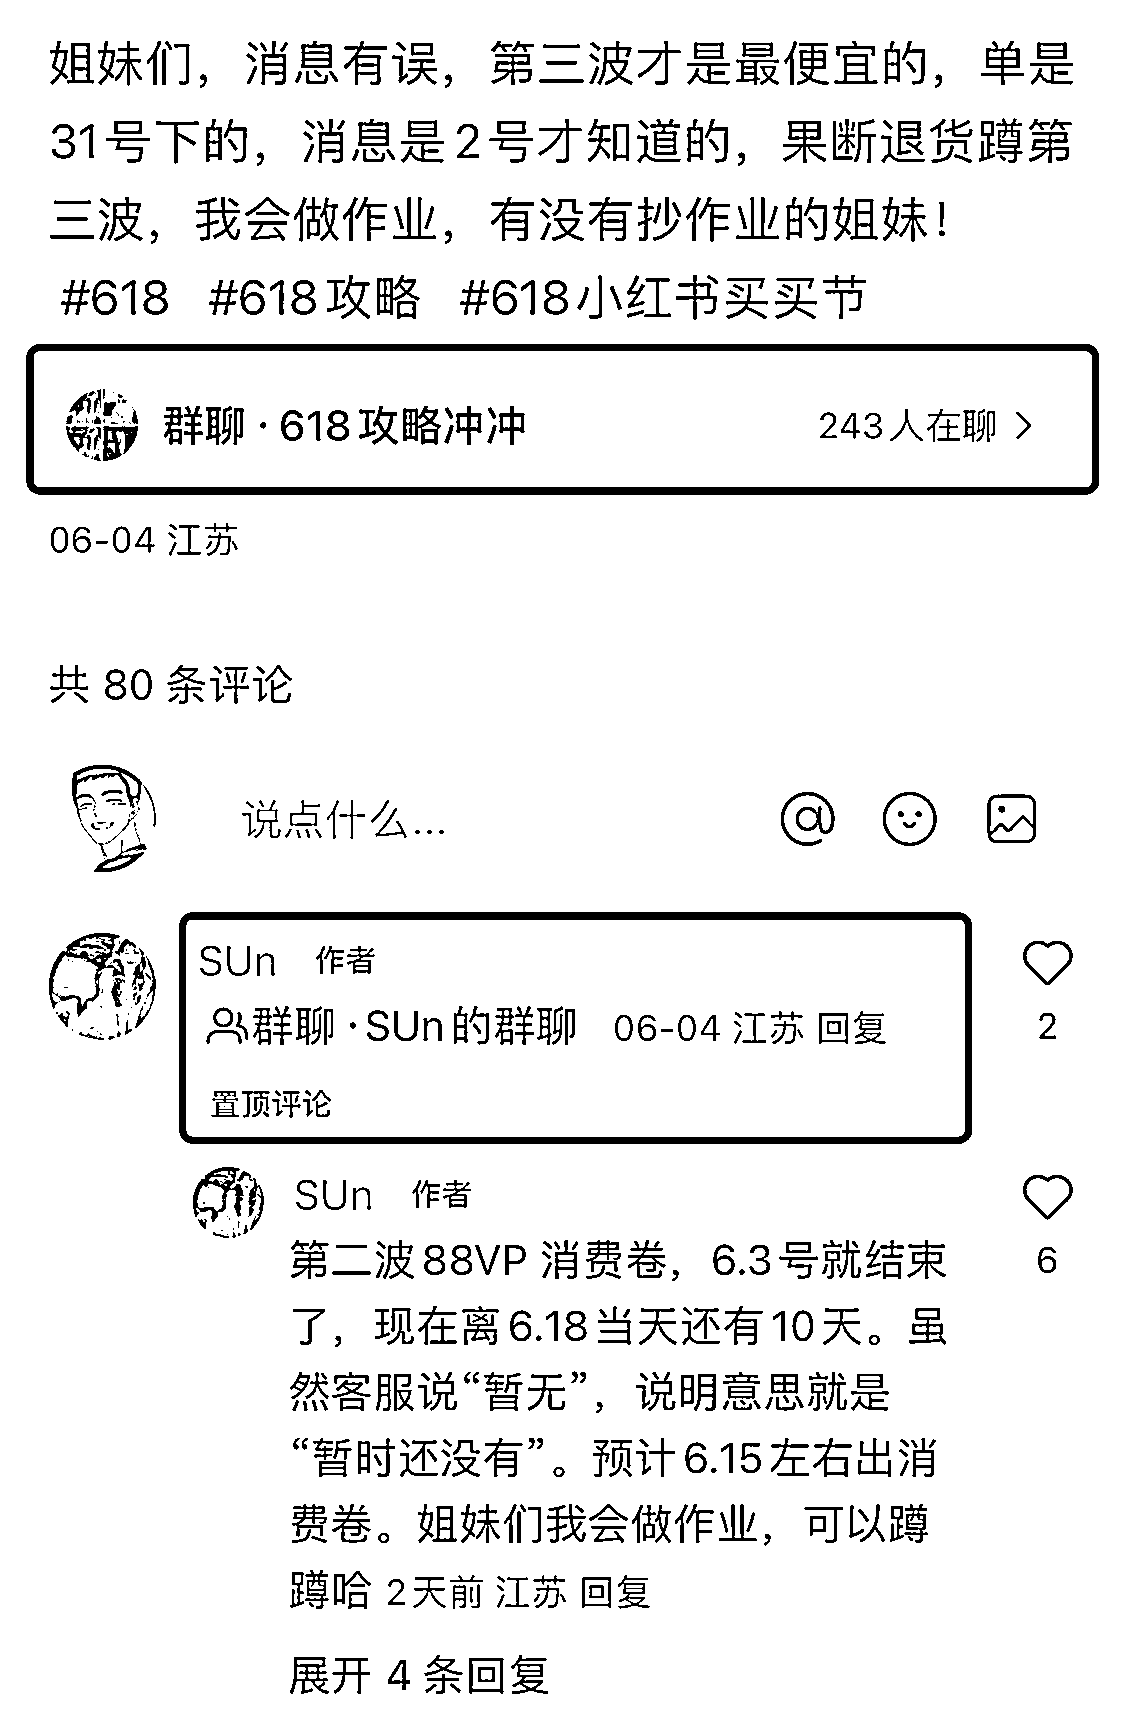 姐妹们，消息有误，第三波才是最便宜的，单是
31号下的，消息是2号才知道的，果断退货蹲第
三波，我会做作业，有没有抄作业的姐妹！
#618 #618攻略 #618小红书买买节
群聊·618攻略冲冲 243人在聊
06-04 江苏
共 80 条评论
说点什么...
SUn 作者
群聊·SUn的群聊 06-04 江苏 回复
2
置顶评论
SUn 作者
第二波88VP 消费卷，6.3号就结束
6
了，现在离6.18当天还有10天。虽
然客服说“暂无”，说明意思就是
“暂时还没有”。预计6.15左右出消
费卷。姐妹们我会做作业，可以蹲
蹲哈 2天前 江苏 回复
展开 4 条回复